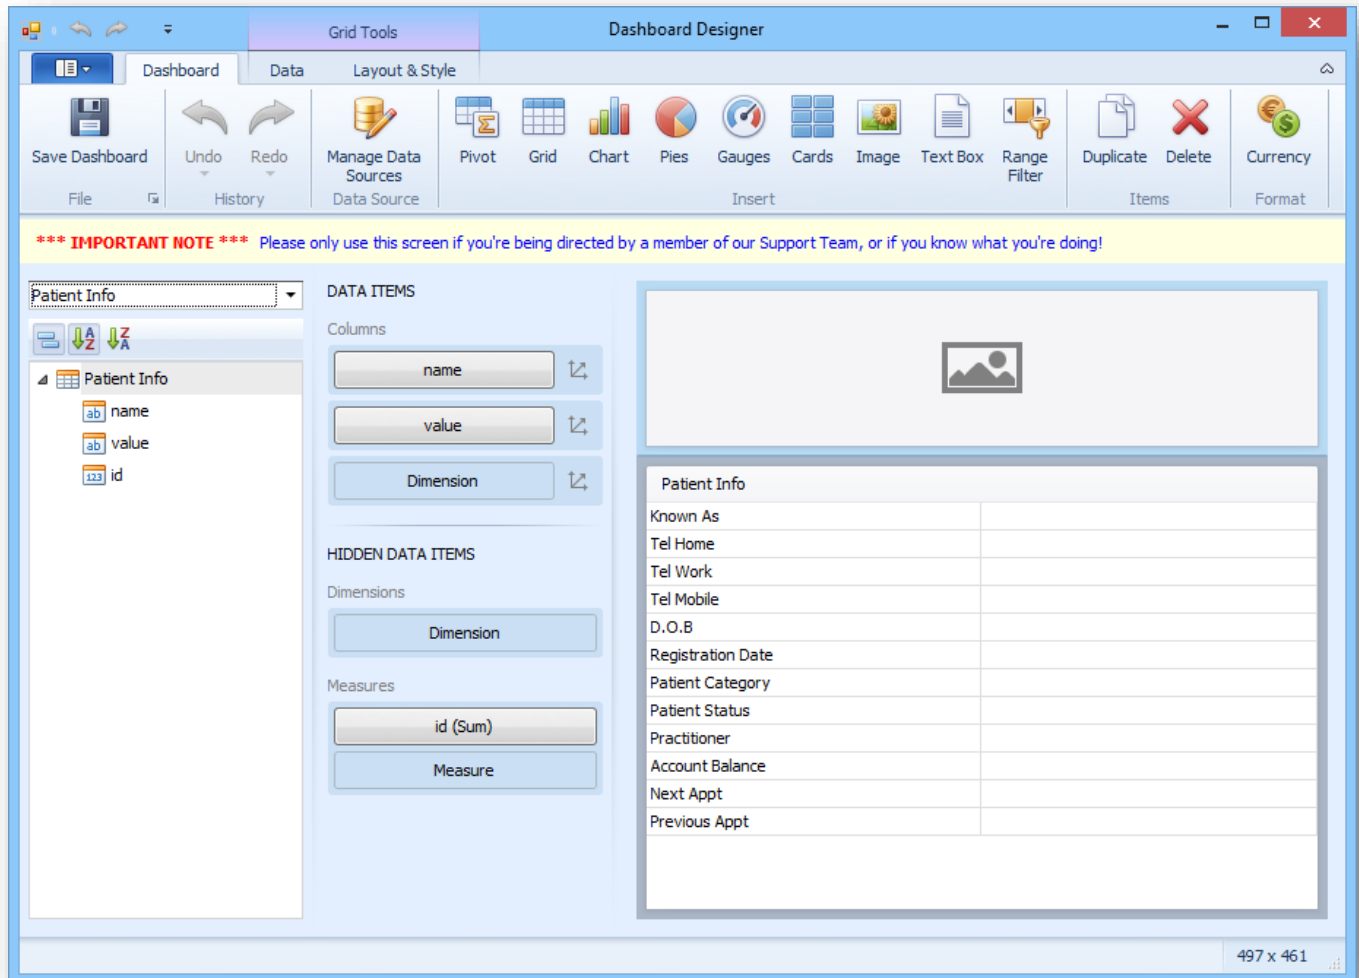 Grid Tools
Dashboard Designer
Dashboard
Data
Layout & Style
Save Dashboard
Undo
Redo
Manage Data Sources
Pivot
Grid
Chart
Pies
Gauges
Cards
Image
Text Box
Range Filter
Duplicate
Delete
Currency
File
History
Data Source
Insert
Items
Format
*** IMPORTANT NOTE *** Please only use this screen if you're being directed by a member of our Support Team, or if you know what you're doing!
Patient Info
A
Z
Z
A
Patient Info
ab name
ab value
123 id
DATA ITEMS
Columns
name
value
Dimension
HIDDEN DATA ITEMS
Dimensions
Dimension
Measures
id (Sum)
Measure
Patient Info
Known As
Tel Home
Tel Work
Tel Mobile
D.O.B
Registration Date
Patient Category
Patient Status
Practitioner
Account Balance
Next Appt
Previous Appt
497 x 461